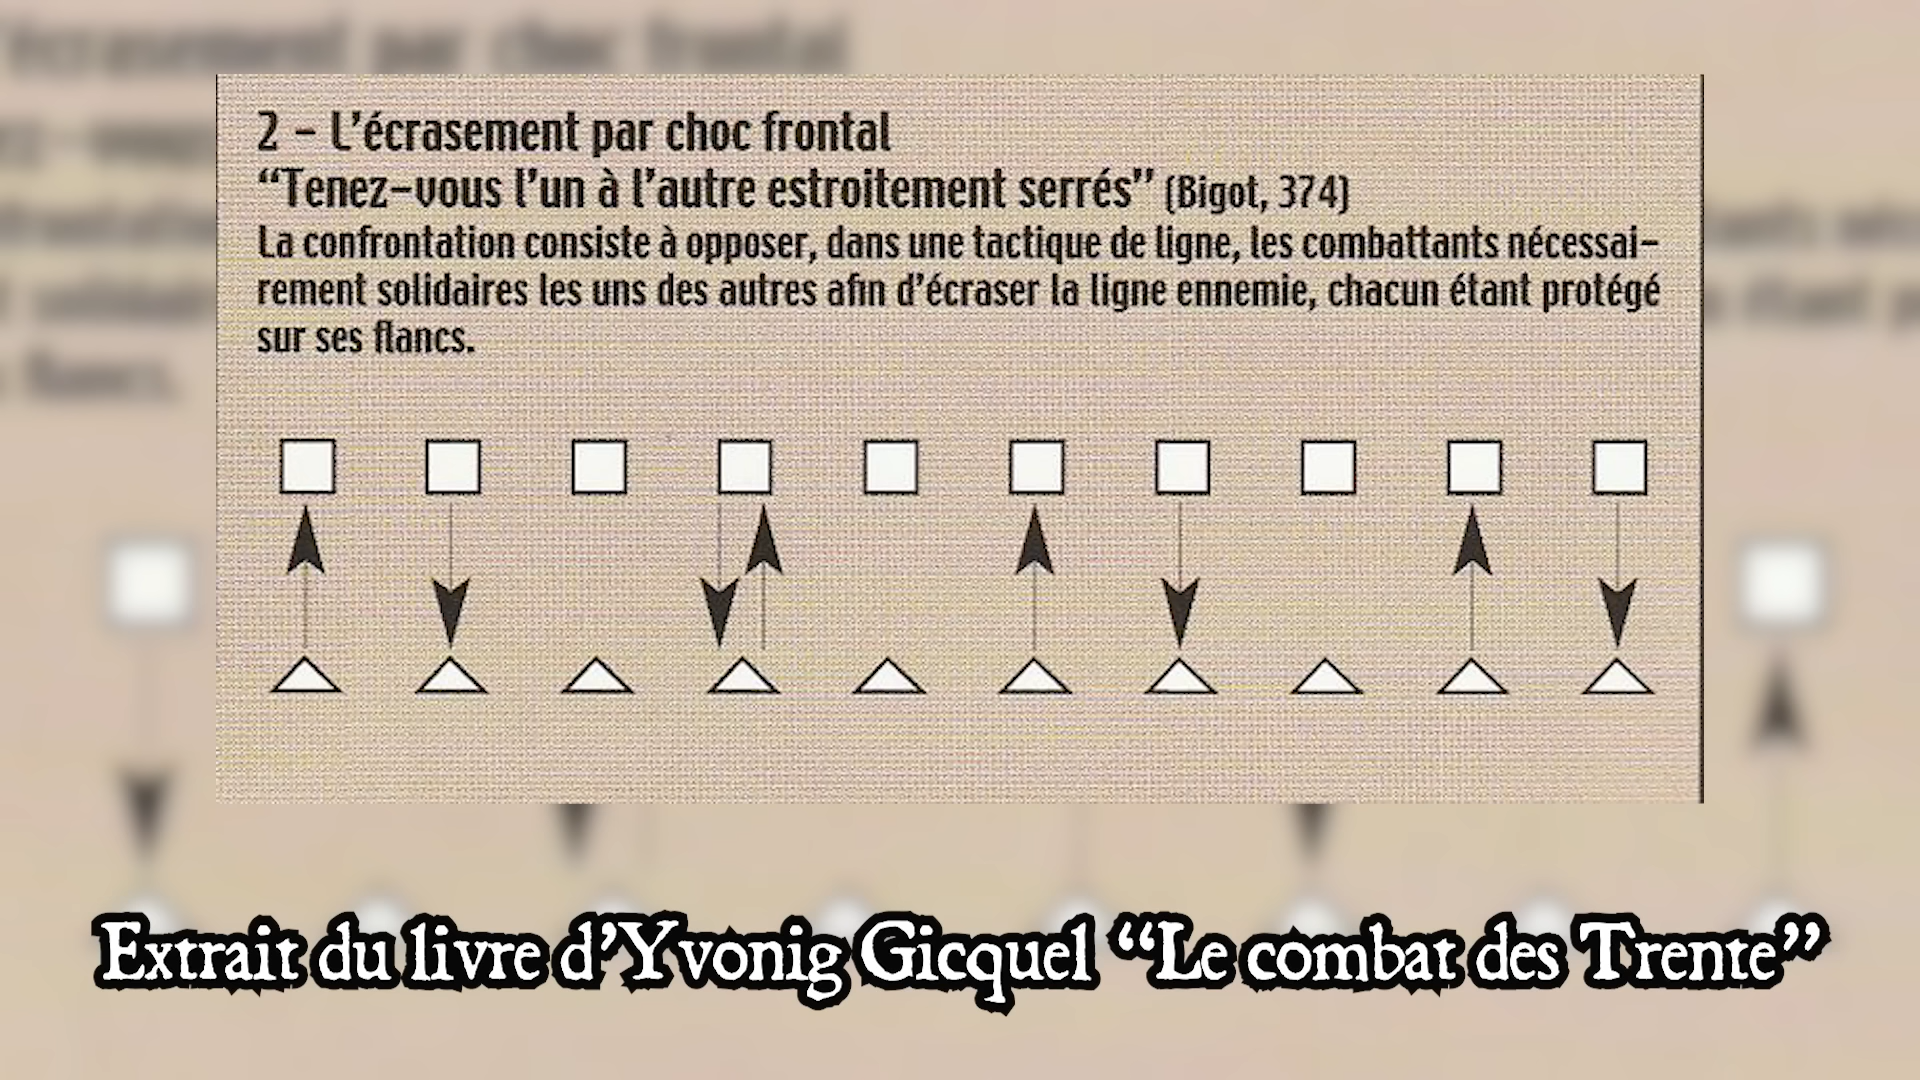 2 – L’écrasement par choc frontal
“Tenez–vous l’un à l’autre estroitement serrés” (Bigot, 374)
La confrontation consiste à opposer, dans une tactique de ligne, les combattants nécessai–
rement solidaires les uns des autres afin d’écraser la ligne ennemie, chacun étant protégé
sur ses flancs.
Extrait du livre d’Yvonig Gicquel “Le combat des Trente”